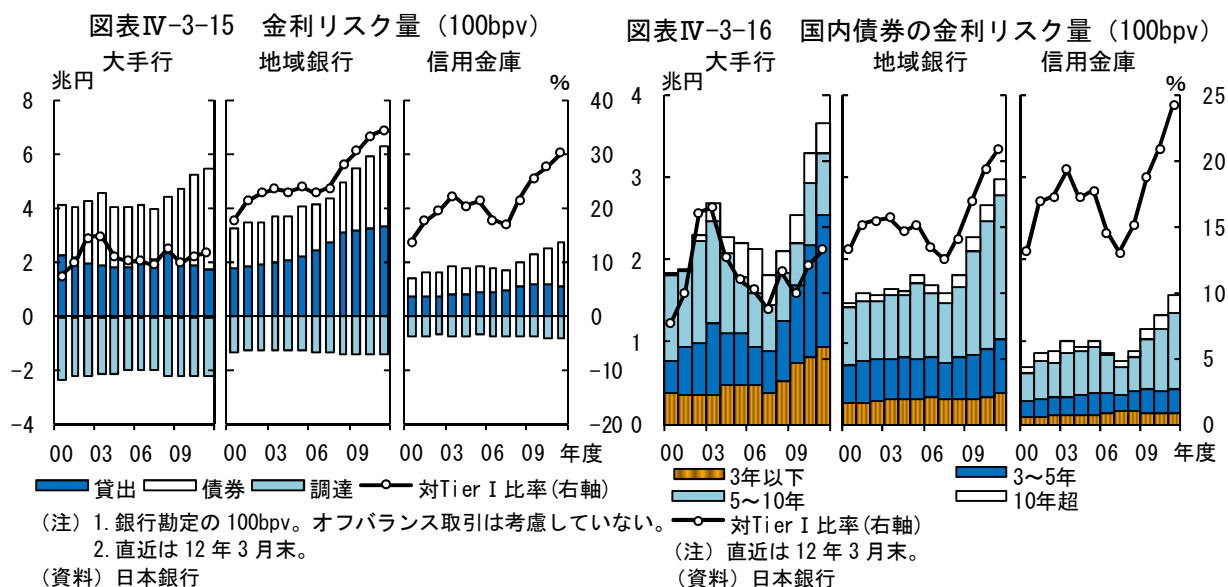 図表Ⅳ-3-15 金利リスク量(100bpv)
大手行 地域銀行 信用金庫
兆円 %
8 40
6 30
4 20
2 10
0 0
-2 -10
-4 -20
00 03 06 09 00 03 06 09 00 03 06 09 年度
貸出 債券 調達 対TierⅠ比率(右軸)
(注)1.銀行勘定の100bpv。オフバランス取引は考慮していない。
2.直近は12年3月末。
(資料)日本銀行
図表Ⅳ-3-16 国内債券の金利リスク量(100bpv)
大手行 地域銀行 信用金庫
兆円 %
4 25
20
3
15
2
10
1
5
0 0
00 03 06 09 00 03 06 09 00 03 06 09 年度
3年以下 3~5年
5~10年 10年超
対TierⅠ比率(右軸)
(注)直近は12年3月末。
(資料)日本銀行